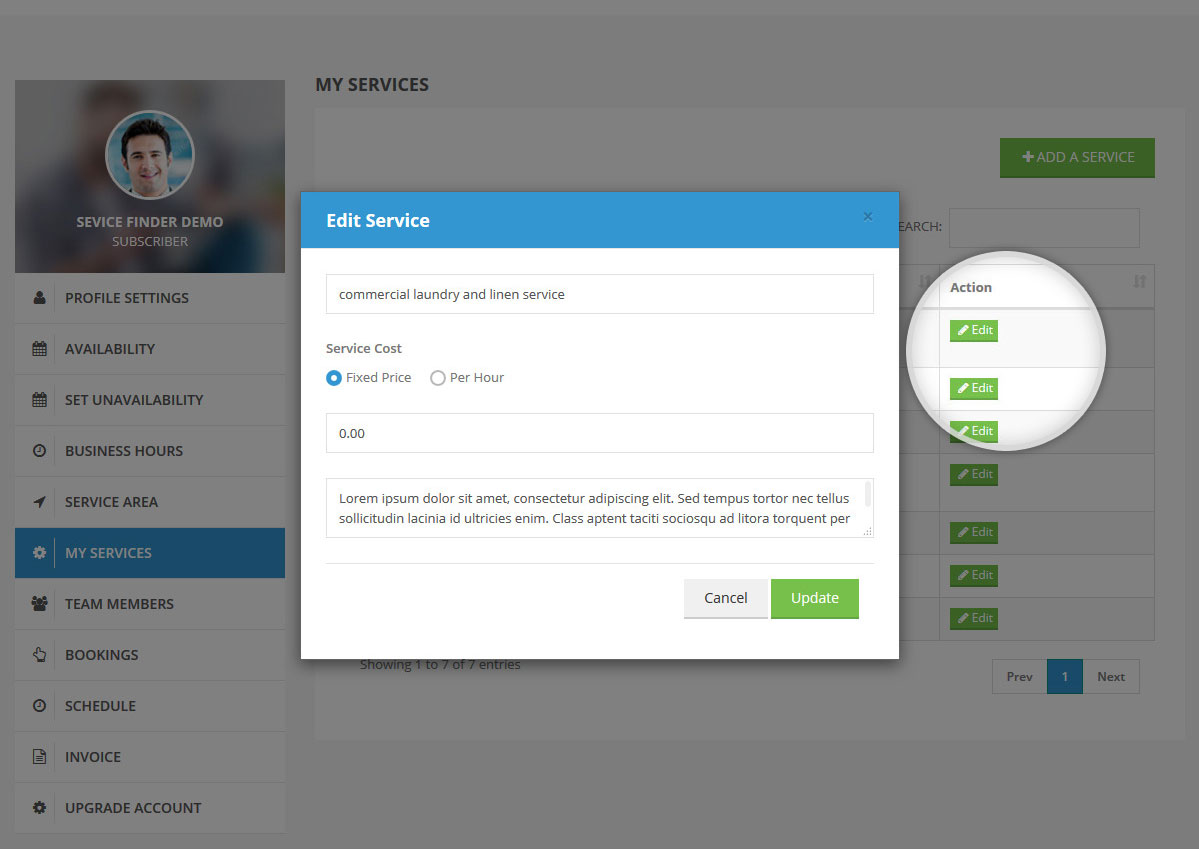 MY SERVICES
ADD A SERVICE
SEVICE FINDER DEMO
SUBSCRIBER
EARCH:
PROFILE SETTINGS
AVAILABILITY
SET UNAVAILABILITY
BUSINESS HOURS
SERVICE AREA
MY SERVICES
TEAM MEMBERS
BOOKINGS
SCHEDULE
INVOICE
UPGRADE ACCOUNT
Edit Service
×
commercial laundry and linen service
Service Cost
Fixed Price Per Hour
0.00
Lorem ipsum dolor sit amet, consectetur adipiscing elit. Sed tempus tortor nec tellus
sollicitudin lacinia id ultricies enim. Class aptent taciti sociosqu ad litora torquent per
Cancel Update
Action
Edit
Edit
Edit
Edit
Edit
Edit
Edit
Showing 1 to 7 of 7 entries
Prev 1 Next